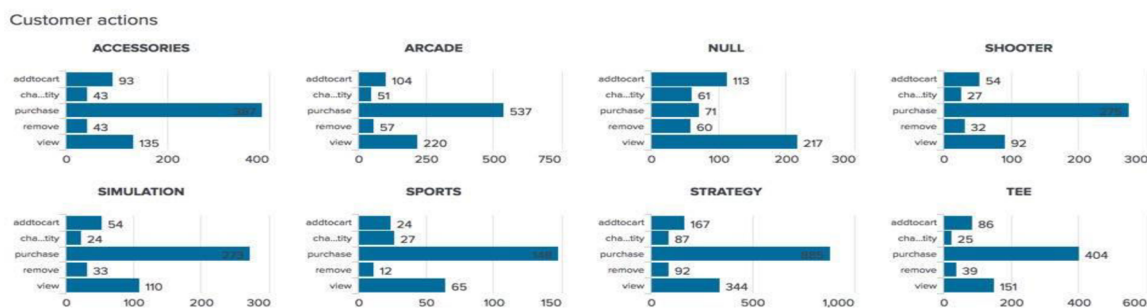 Customer actions
ACCESSORIES ARCADE NULL SHOOTER
addtocart 93 addtocart 104 addtocart 113 addtocart 54
cha...tity 43 cha...tity 51 cha...tity 61 cha...tity 27
purchase 387 purchase 537 purchase 71 purchase 275
remove 43 remove 57 remove 60 remove 32
view 135 view 220 view 217 view 92
0 200 400 0 250 500 750 0 100 200 300 0 100 200 300
SIMULATION SPORTS STRATEGY TEE
addtocart 54 addtocart 24 addtocart 167 addtocart 86
cha...tity 24 cha...tity 27 cha...tity 87 cha...tity 25
purchase 273 purchase 148 purchase purchase 404
remove 33 remove 12 remove 92 remove 39
view 110 view 65 view 344 view 151
0 100 200 300 0 50 100 150 0 500 1,000 0 200 400 600